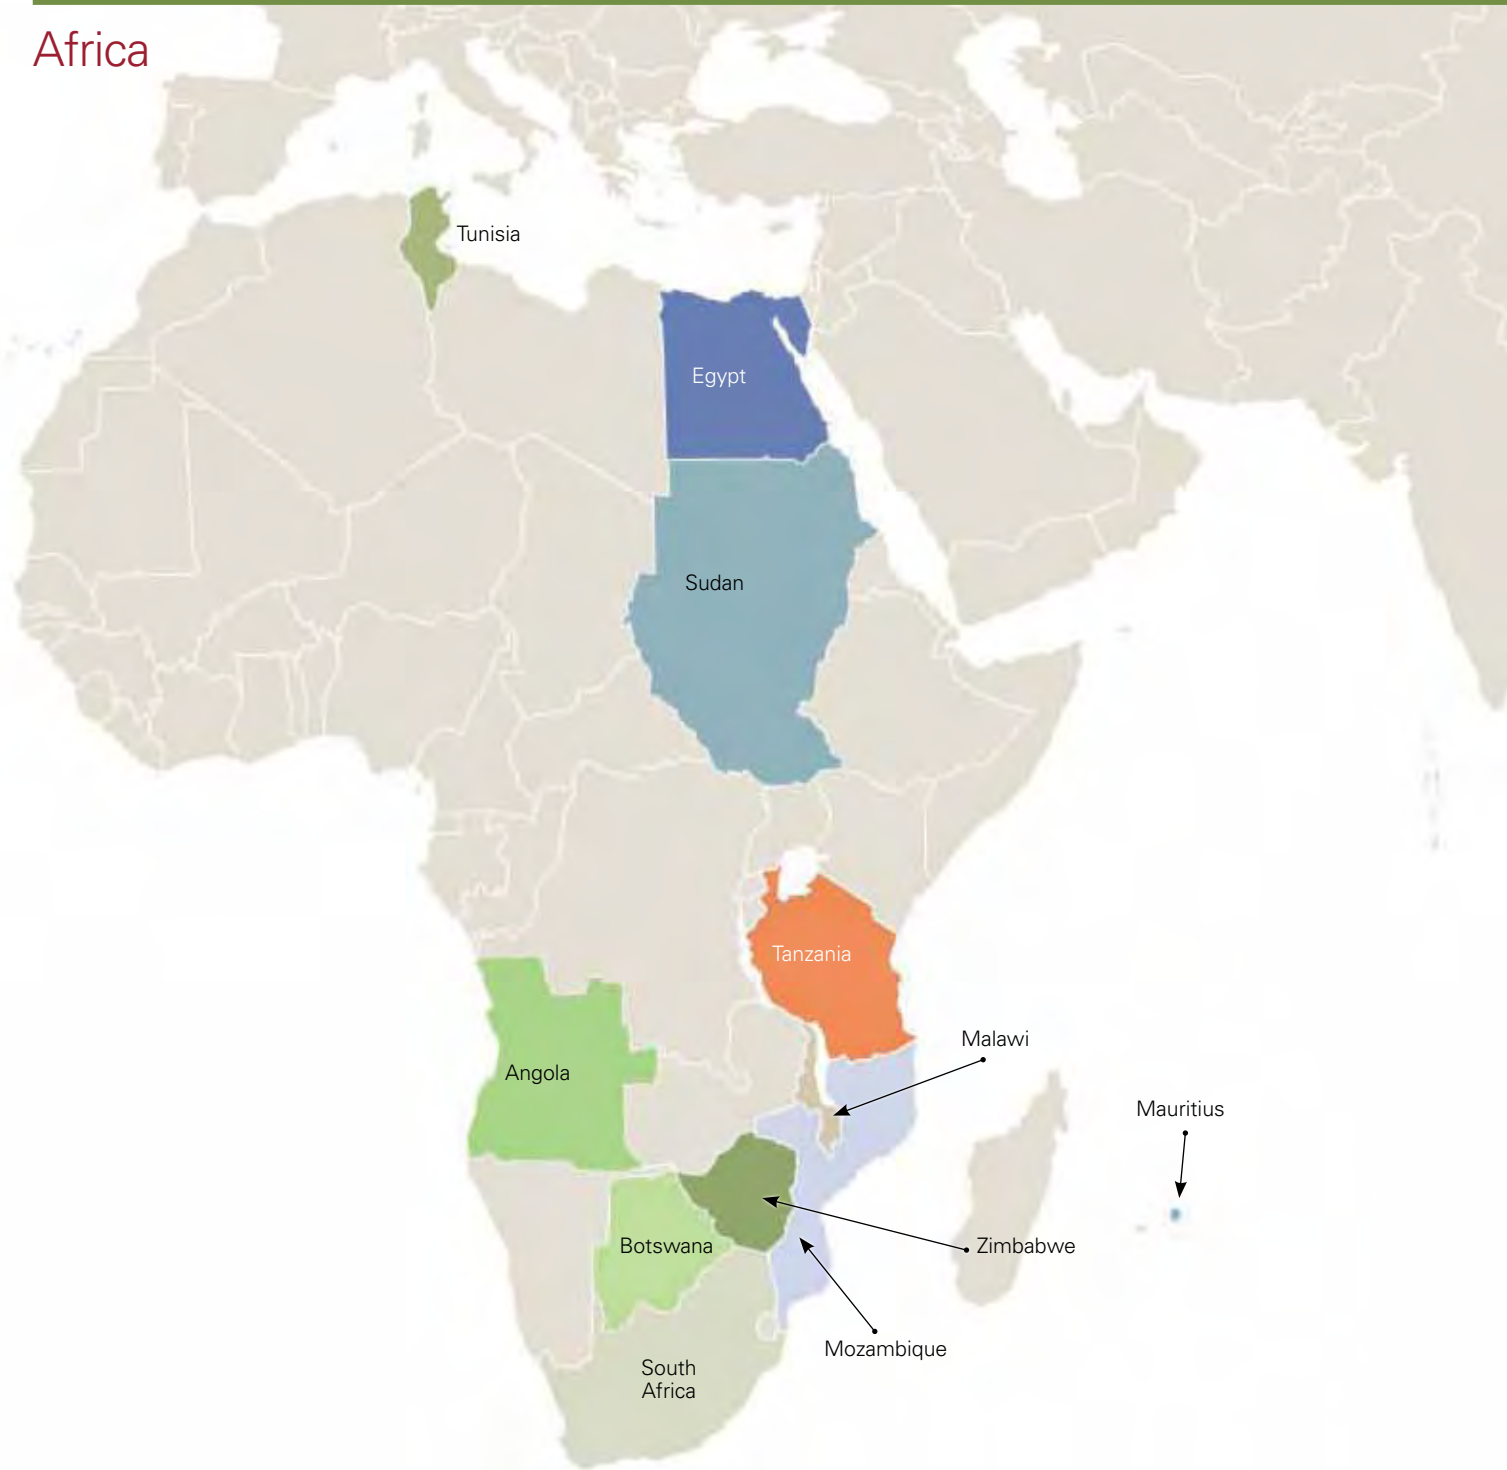 Africa
Tunisia
Egypt
Sudan
Tanzania
Malawi
Angola
Mauritius
Botswana
Zimbabwe
Mozambique
South
Africa